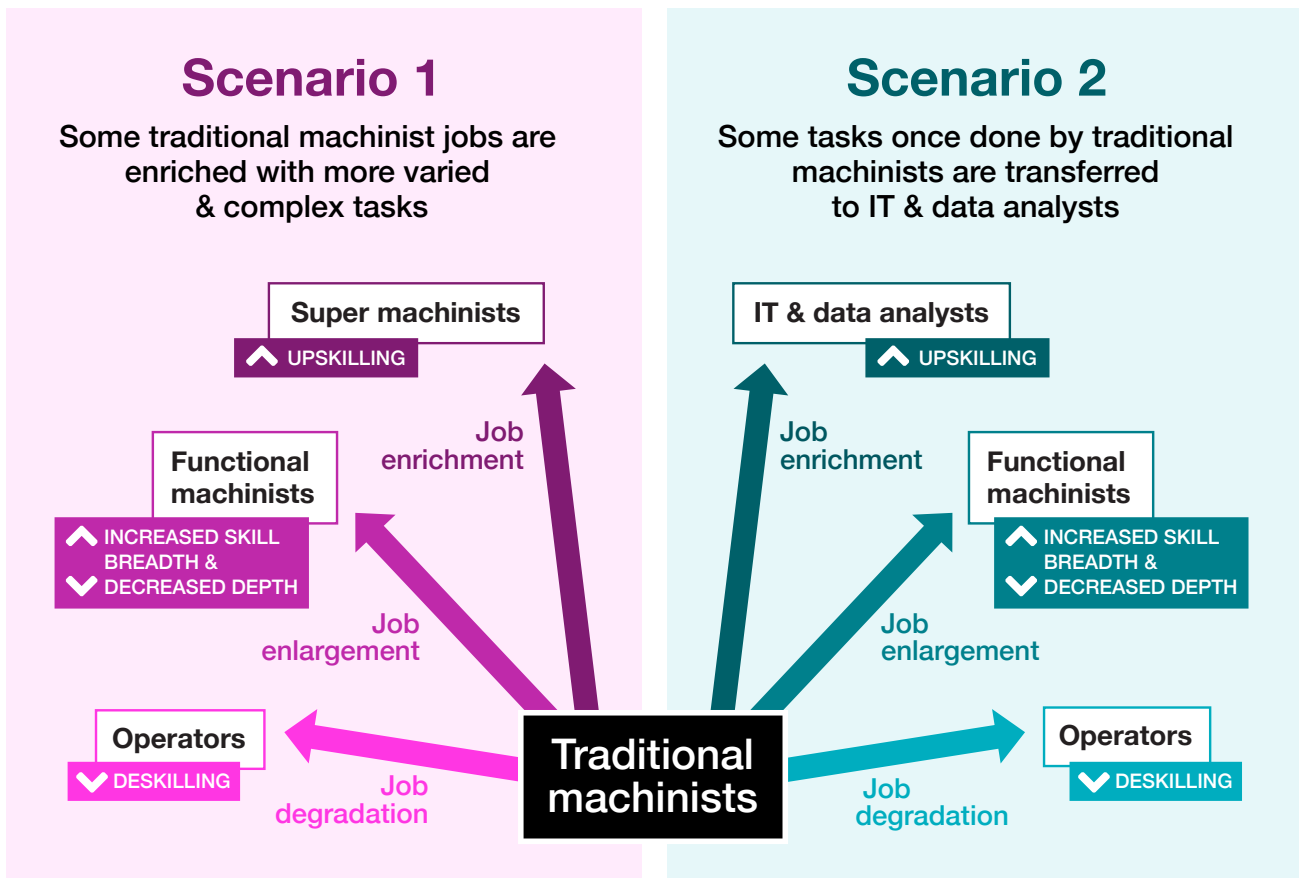 Scenario 1
Some traditional machinist jobs are
enriched with more varied
& complex tasks
Super machinists
UPSKILLING
Job
enrichment
Functional
machinists
INCREASED SKILL
BREADTH &
DECREASED DEPTH
Job
enlargement
Operators
DESKILLING
Job
degradation
Traditional
machinists
Scenario 2
Some tasks once done by traditional
machinists are transferred
to IT & data analysts
IT & data analysts
UPSKILLING
Job
enrichment
Functional
machinists
INCREASED SKILL
BREADTH &
DECREASED DEPTH
Job
enlargement
Operators
DESKILLING
Job
degradation